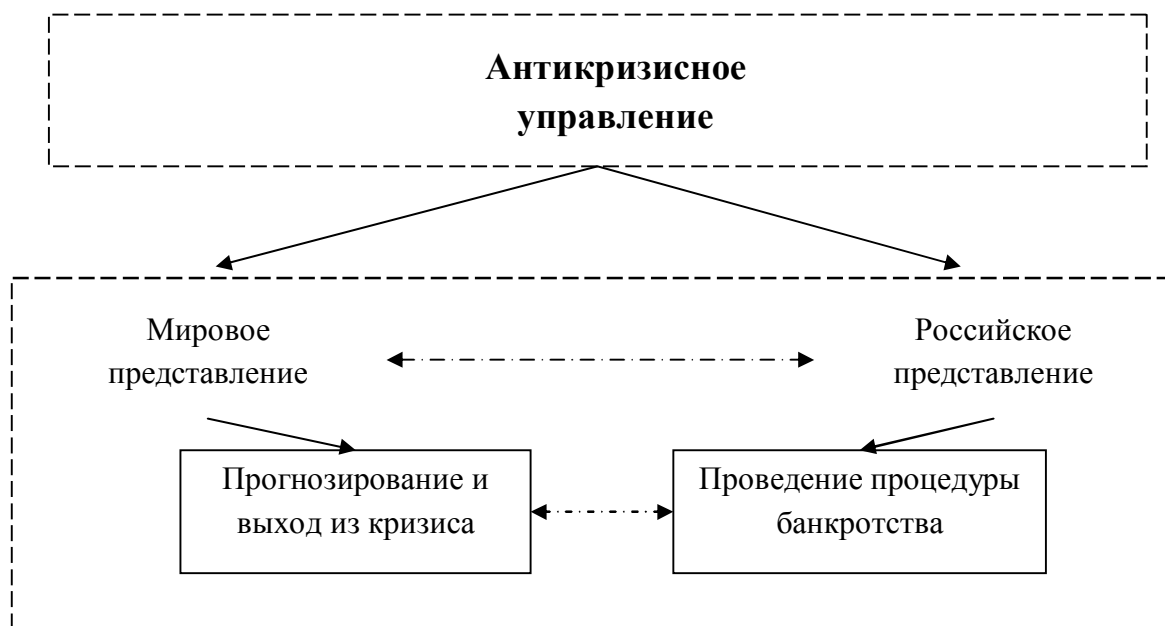 Антикризисное
управление
Мировое
представление
Российское
представление
Прогнозирование и
выход из кризиса
Проведение процедуры
банкротства